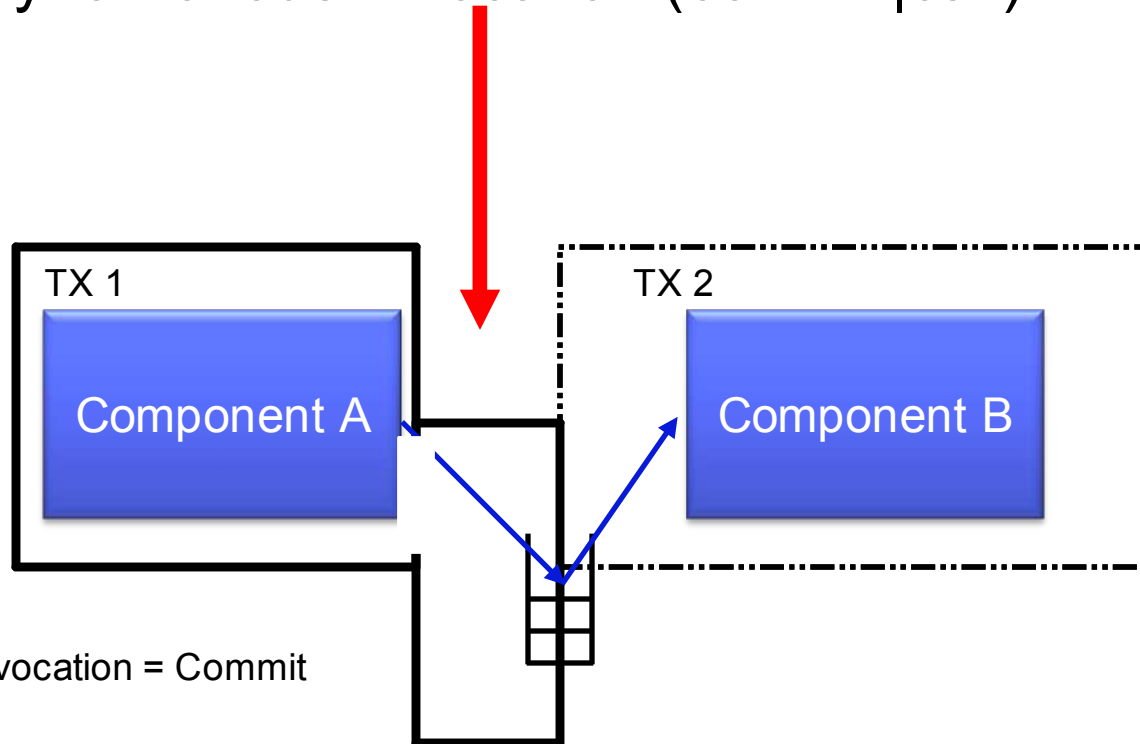 TX 1
TX 2
Component A
Component B
vocation = Commit